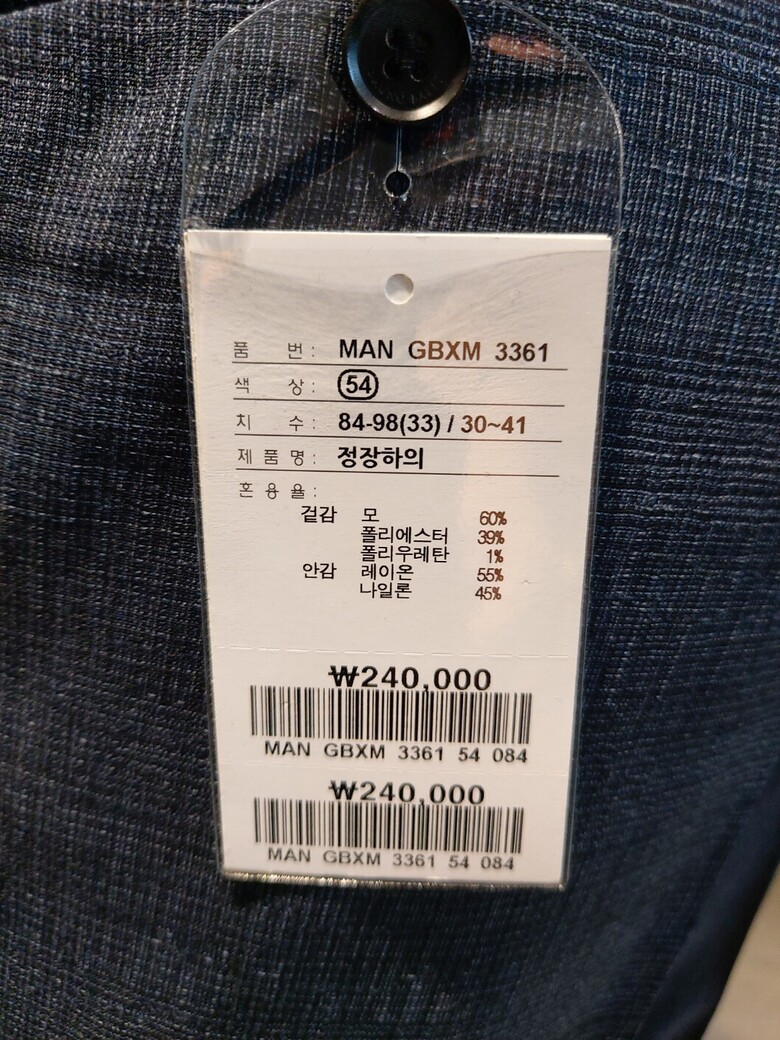 품 번 : MAN GBXM 3361
색 상 : 54
치 수 : 84-98(33) / 30~41
제 품 명 : 정장하의
혼 용 율 :
겉감 모 60%
폴리에스터 39%
폴리우레탄 1%
안감 레이온 55%
나일론 45%
₩240,000
MAN GBXM 3361 54 084
₩240,000
MAN GBXM 3361 54 084